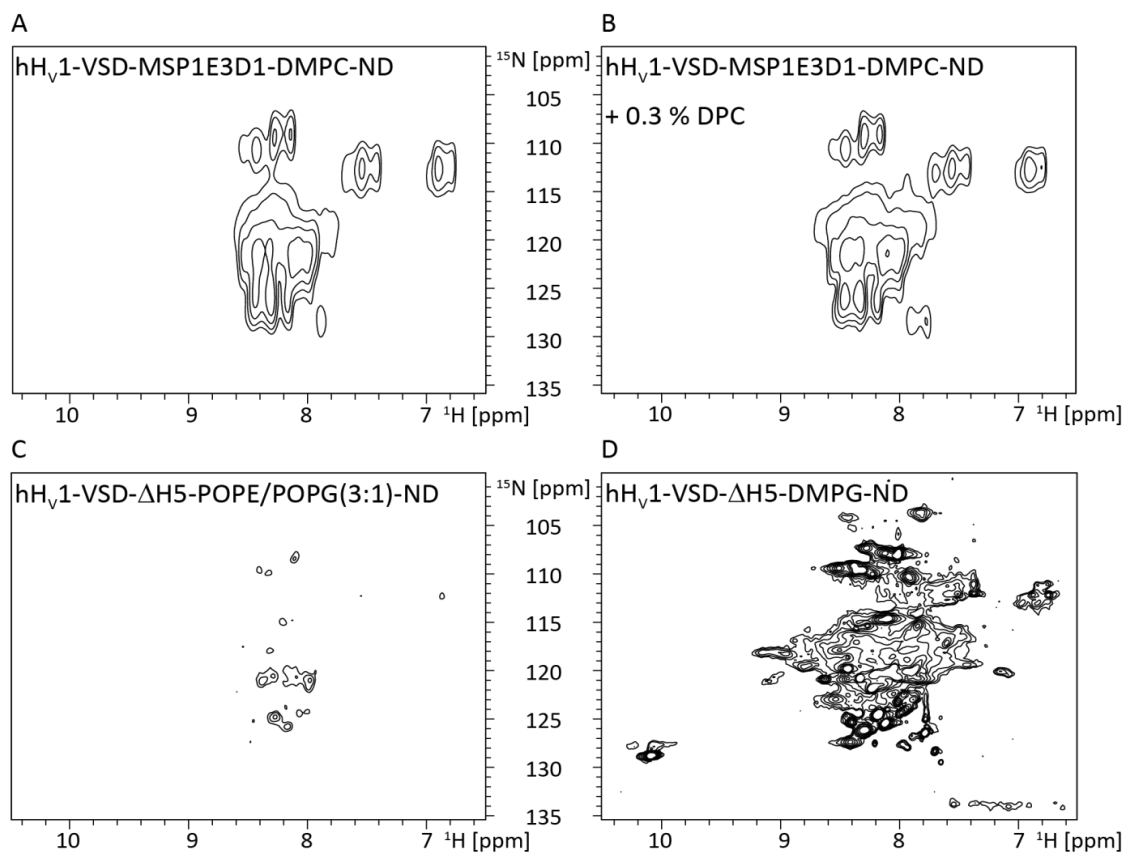 A
B
hHV1-VSD-MSP1E3D1-DMPC-ND
15N [ppm]
hHV1-VSD-MSP1E3D1-DMPC-ND
+ 0.3 % DPC
105
110
115
120
125
130
135
10
9
8
7
1H [ppm]
10
9
8
7
1H [ppm]
C
D
hHV1-VSD-ΔH5-POPE/POPG(3:1)-ND
15N [ppm]
hHV1-VSD-ΔH5-DMPG-ND
105
110
115
120
125
130
135
10
9
8
7
1H [ppm]
10
9
8
7
1H [ppm]